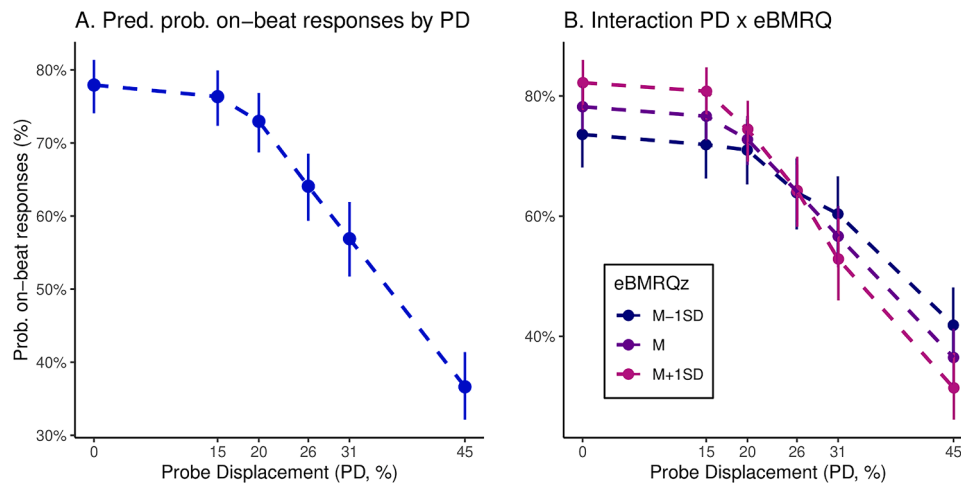 A. Pred. prob. on−beat responses by PD
Prob. on−beat responses (%)
80%
70%
60%
50%
40%
30%
0 15 20 26 31 45
Probe Displacement (PD, %)
B. Interaction PD x eBMRQ
80%
60%
40%
eBMRQz
M−1SD
M
M+1SD
0 15 20 26 31 45
Probe Displacement (PD, %)